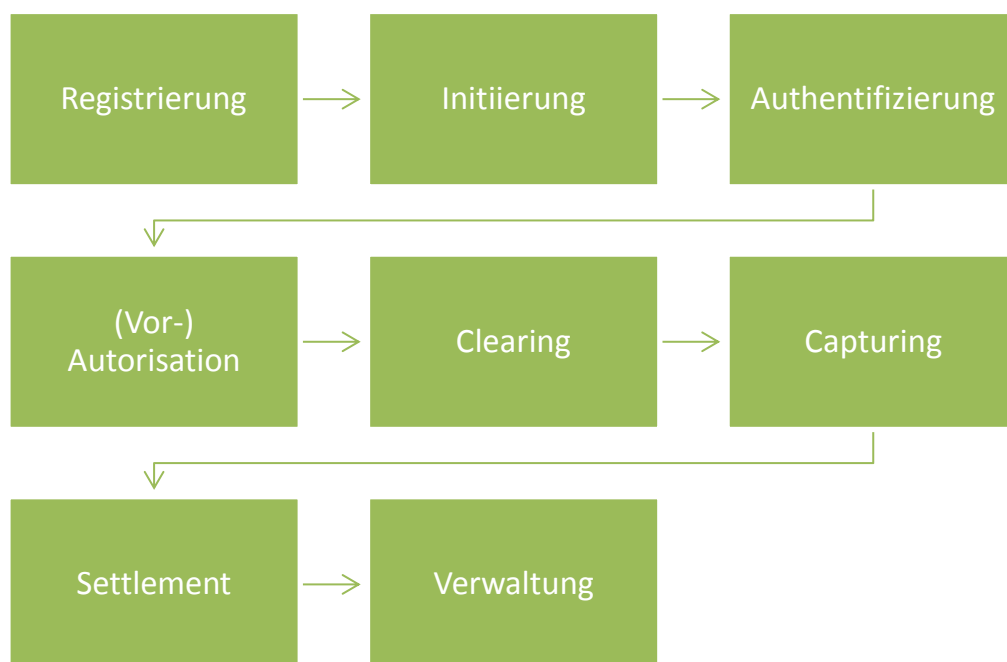 Registrierung
Initiierung
Authentifizierung
(Vor-)
Autorisation
Clearing
Capturing
Settlement
Verwaltung